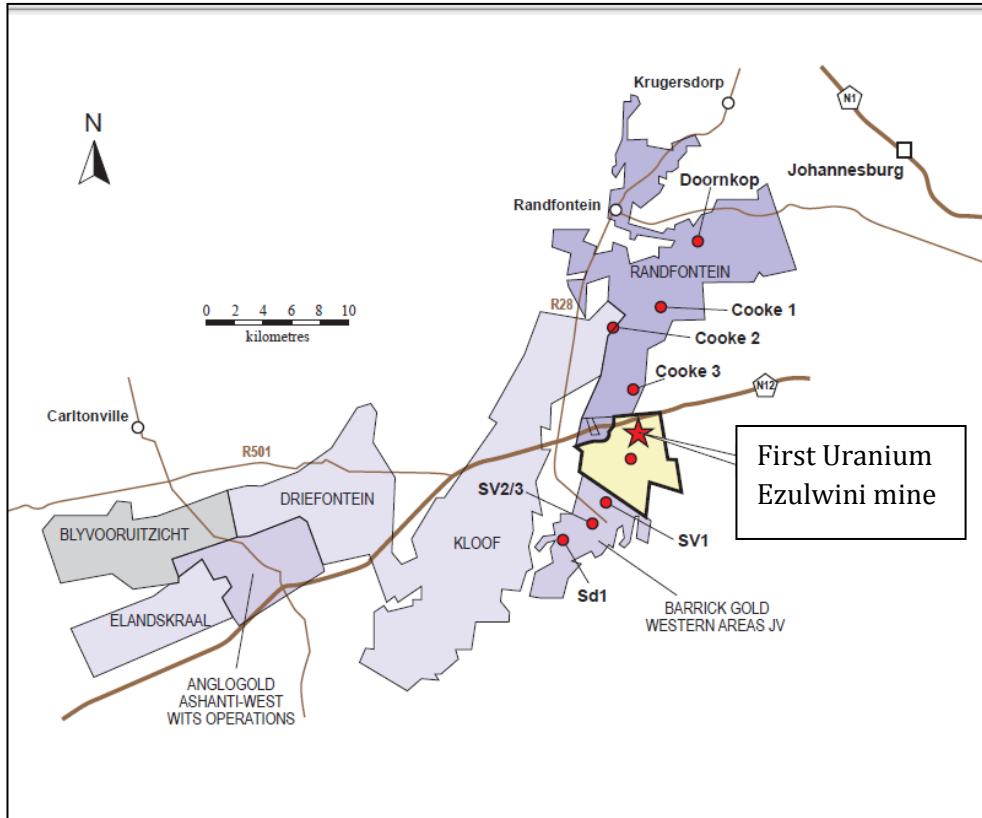 Krugersdorp
N1
N
Johannesburg
Doornkop
Randfontein
RANDFONTEIN
0 2 4 6 8 10
kilometres
R28
Cooke 1
Cooke 2
Cooke 3
N12
Carltonville
R501
First Uranium
Ezulwini mine
DRIEFONTEIN
SV2/3
BLYVOORUITZICHT
KLOOF
SV1
Sd1
ELANDSKRAAL
BARRICK GOLD
WESTERN AREAS JV
ANGLOGOLD
ASHANTI-WEST
WITS OPERATIONS